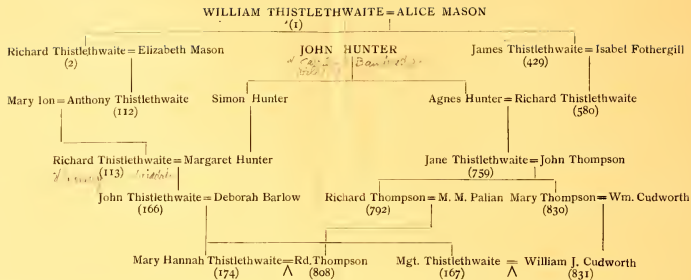 WILLIAM THISTLETHWAITE = ALICE MASON
(1)
Richard Thistlethwaite = Elizabeth Mason JOHN HUNTER James Thistlethwaite = Isabel Fothergill
(2) (429)
Mary Ion = Anthony Thistlethwaite Simon Hunter Agnes Hunter = Richard Thistlethwaite
(112) (580)
Richard Thistlethwaite = Margaret Hunter Jane Thistlethwaite = John Thompson
(113) (759)
John Thistlethwaite = Deborah Barlow Richard Thompson = M. M. Palian Mary Thompson = Wm. Cudworth
(166) (792) (830)
Mary Hannah Thistlethwaite = Rd. Thompson Mgt. Thistlethwaite = William J. Cudworth
(174) (808) (167) (831)